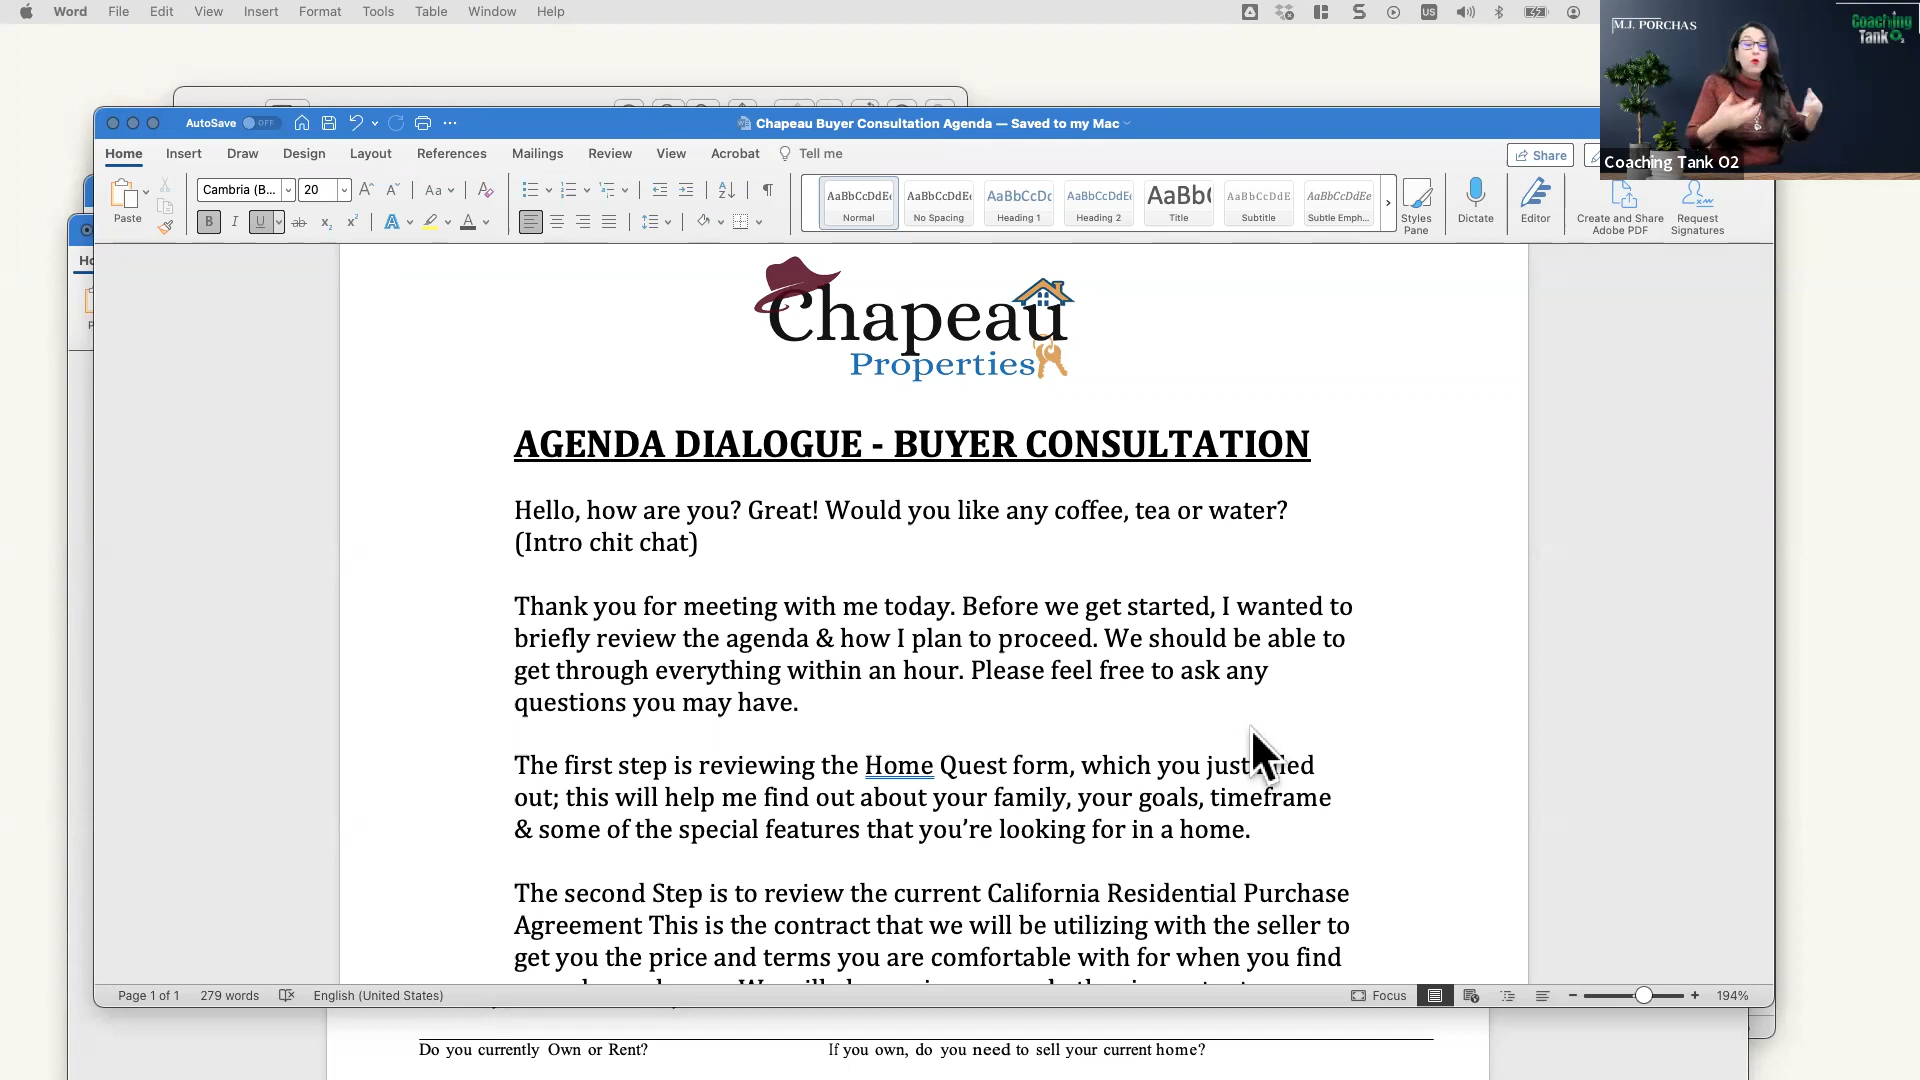 Word File Edit View Insert Format Tools Table Window Help
US
M.J. PORCHAS
Coaching Tank O2
Coaching Tank O2
AutoSave OFF
Chapeau Buyer Consultation Agenda — Saved to my Mac
Home Insert Draw Design Layout References Mailings Review View Acrobat Tell me
Share
Paste
Cambria (B... 20
AaBbCcDdEe AaBbCcDdEe AaBbCcDc AaBbCcDdEe AaBb( AaBbCcDdEe AaBbCcDdEe
Normal No Spacing Heading 1 Heading 2 Title Subtitle Subtle Emph...
Styles Pane
Dictate
Editor
Create and Share Adobe PDF
Request Signatures
Chapeau
Properties
AGENDA DIALOGUE - BUYER CONSULTATION
Hello, how are you? Great! Would you like any coffee, tea or water?
(Intro chit chat)
Thank you for meeting with me today. Before we get started, I wanted to
briefly review the agenda & how I plan to proceed. We should be able to
get through everything within an hour. Please feel free to ask any
questions you may have.
The first step is reviewing the Home Quest form, which you just
out; this will help me find out about your family, your goals, timeframe
& some of the special features that you're looking for in a home.
The second Step is to review the current California Residential Purchase
Agreement This is the contract that we will be utilizing with the seller to
get you the price and terms you are comfortable with for when you find
Page 1 of 1 279 words English (United States) Focus 194%
Do you currently Own or Rent? If you own, do you need to sell your current home?